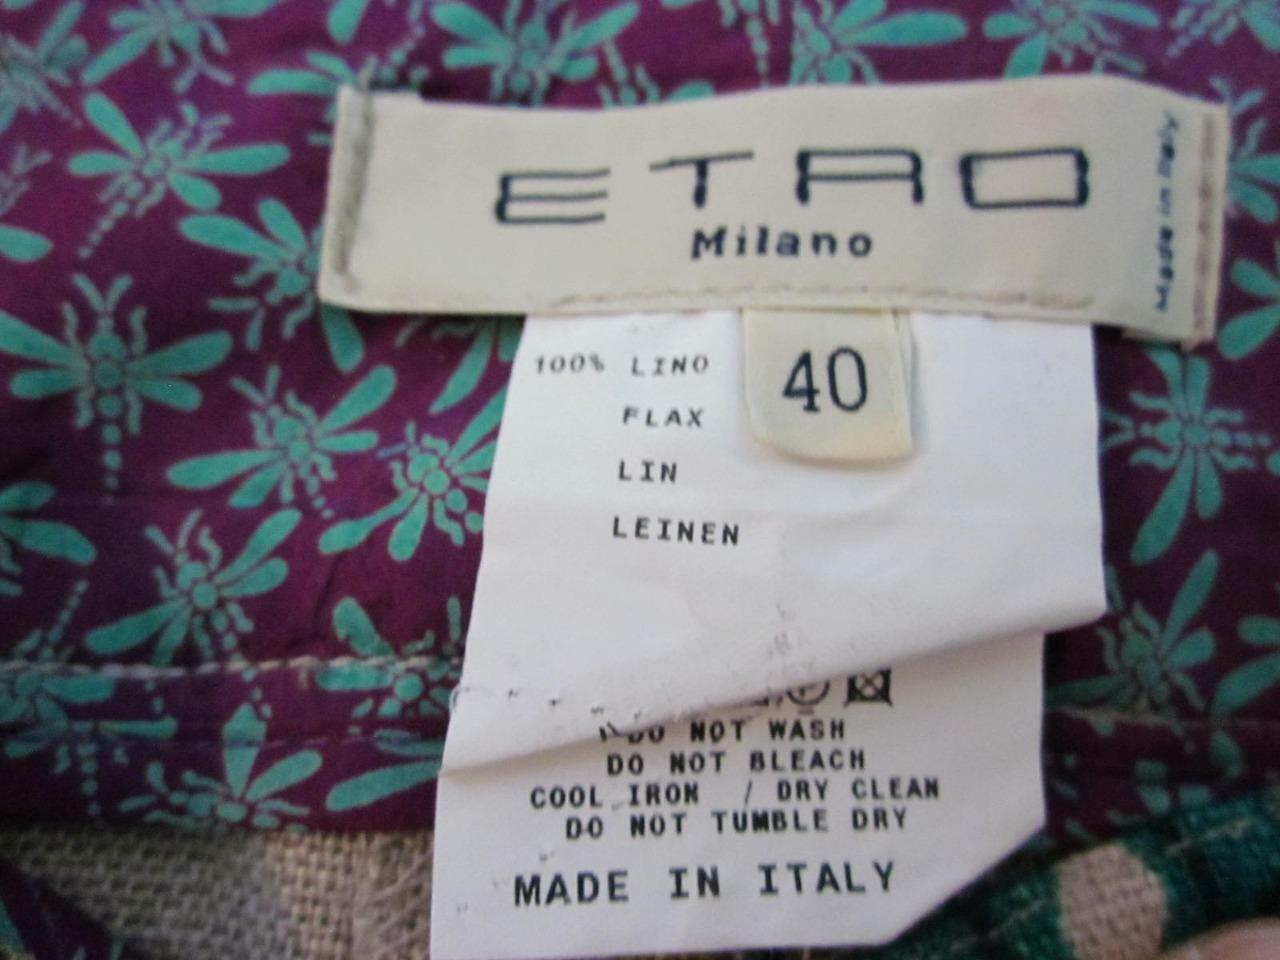 ETRO
Milano
Made in Italy
40
100% LINO
FLAX
LIN
LEINEN
DO NOT WASH
DO NOT BLEACH
COOL IRON / DRY CLEAN
DO NOT TUMBLE DRY
MADE IN ITALY